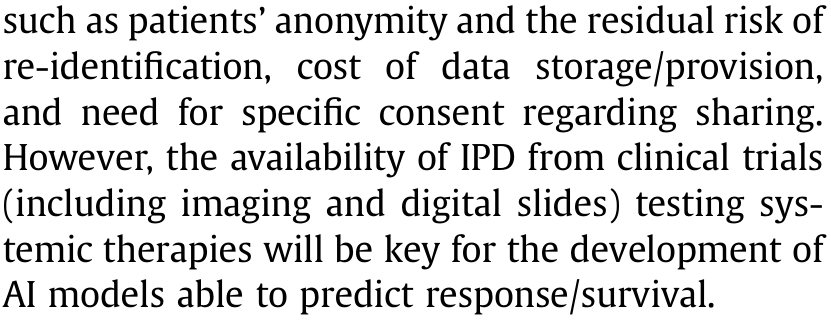 such as patients’ anonymity and the residual risk of
re-identification, cost of data storage/provision,
and need for specific consent regarding sharing.
However, the availability of IPD from clinical trials
(including imaging and digital slides) testing sys-
temic therapies will be key for the development of
AI models able to predict response/survival.